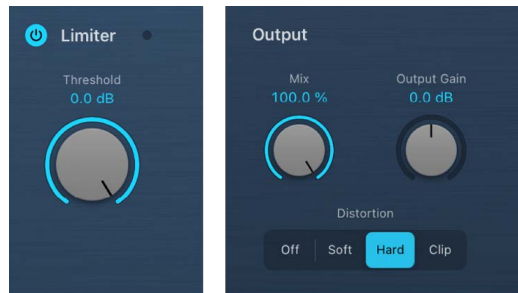 Limiter
Threshold
0.0 dB
Output
Mix
100.0 %
Output Gain
0.0 dB
Distortion
Off Soft Hard Clip